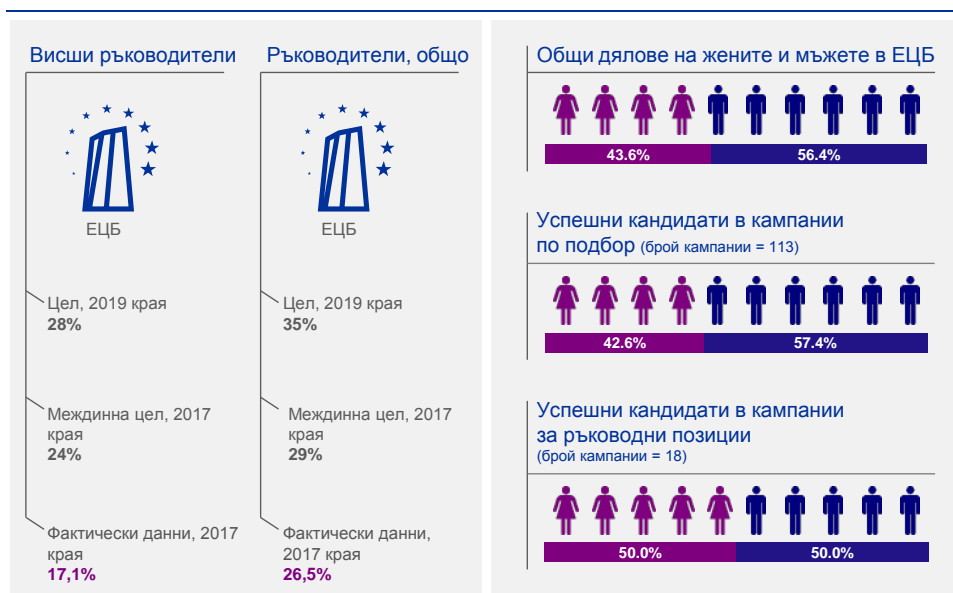 Висши ръководители
ЕЦБ
Цел, 2019 края
28%
Междинна цел, 2017
края
24%
Фактически данни, 2017
края
17,1%
Ръководители, общо
ЕЦБ
Цел, 2019 края
35%
Междинна цел, 2017
края
29%
Фактически данни,
2017 края
26,5%
Общи дялове на жените и мъжете в ЕЦБ
43.6% 56.4%
Успешни кандидати в кампании
по подбор (брой кампании = 113)
42.6% 57.4%
Успешни кандидати в кампании
за ръководни позиции
(брой кампании = 18)
50.0% 50.0%